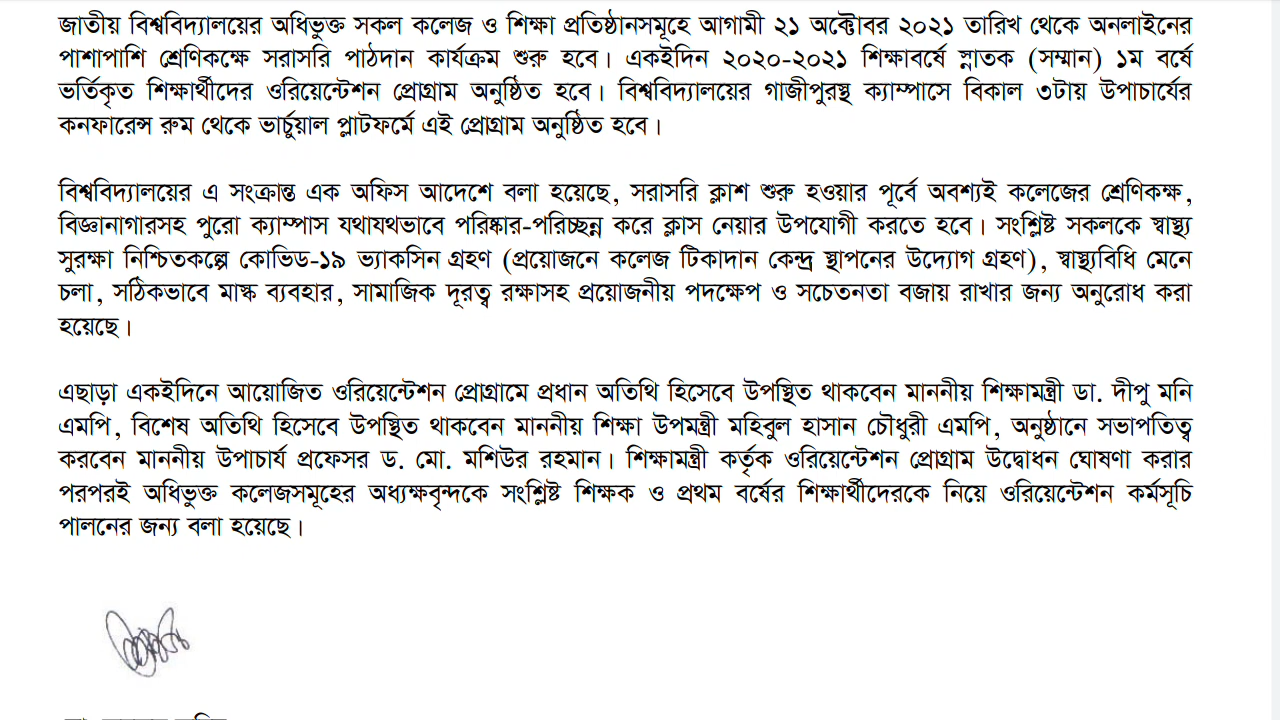 জাতীয় বিশ্ববিদ্যালয়ের অধিভুক্ত সকল কলেজ ও শিক্ষা প্রতিষ্ঠানসমূহে আগামী ২১ অক্টোবর ২০২১ তারিখ থেকে অনলাইনের
পাশাপাশি শ্রেণিকক্ষে সরাসরি পাঠদান কার্যক্রম শুরু হবে। একইদিন ২০২০-২০২১ শিক্ষাবর্ষে স্নাতক (সম্মান) ১ম বর্ষে
ভর্তিকৃত শিক্ষার্থীদের ওরিয়েন্টেশন প্রোগ্রাম অনুষ্ঠিত হবে। বিশ্ববিদ্যালয়ের গাজীপুরস্থ ক্যাম্পাসে বিকাল ৩টায় উপাচার্যের
কনফারেন্স রুম থেকে ভার্চুয়াল প্লাটফর্মে এই প্রোগ্রাম অনুষ্ঠিত হবে।
বিশ্ববিদ্যালয়ের এ সংক্রান্ত এক অফিস আদেশে বলা হয়েছে, সরাসরি ক্লাশ শুরু হওয়ার পূর্বে অবশ্যই কলেজের শ্রেণিকক্ষ,
বিজ্ঞানাগারসহ পুরো ক্যাম্পাস যথাযথভাবে পরিষ্কার-পরিচ্ছন্ন করে ক্লাস নেয়ার উপযোগী করতে হবে। সংশ্লিষ্ট সকলকে স্বাস্থ্য
সুরক্ষা নিশ্চিতকল্পে কোভিড-১৯ ভ্যাকসিন গ্রহণ (প্রয়োজনে কলেজ টিকাদান কেন্দ্র স্থাপনের উদ্যোগ গ্রহণ), স্বাস্থ্যবিধি মেনে
চলা, সঠিকভাবে মাস্ক ব্যবহার, সামাজিক দূরত্ব রক্ষাসহ প্রয়োজনীয় পদক্ষেপ ও সচেতনতা বজায় রাখার জন্য অনুরোধ করা
হয়েছে।
এছাড়া একইদিনে আয়োজিত ওরিয়েন্টেশন প্রোগ্রামে প্রধান অতিথি হিসেবে উপস্থিত থাকবেন মাননীয় শিক্ষামন্ত্রী ডা. দীপু মনি
এমপি, বিশেষ অতিথি হিসেবে উপস্থিত থাকবেন মাননীয় শিক্ষা উপমন্ত্রী মহিবুল হাসান চৌধুরী এমপি, অনুষ্ঠানে সভাপতিত্ব
করবেন মাননীয় উপাচার্য প্রফেসর ড. মো. মশিউর রহমান। শিক্ষামন্ত্রী কর্তৃক ওরিয়েন্টেশন প্রোগ্রাম উদ্বোধন ঘোষণা করার
পরপরই অধিভুক্ত কলেজসমূহের অধ্যক্ষবৃন্দকে সংশ্লিষ্ট শিক্ষক ও প্রথম বর্ষের শিক্ষার্থীদেরকে নিয়ে ওরিয়েন্টেশন কর্মসূচি
পালনের জন্য বলা হয়েছে।